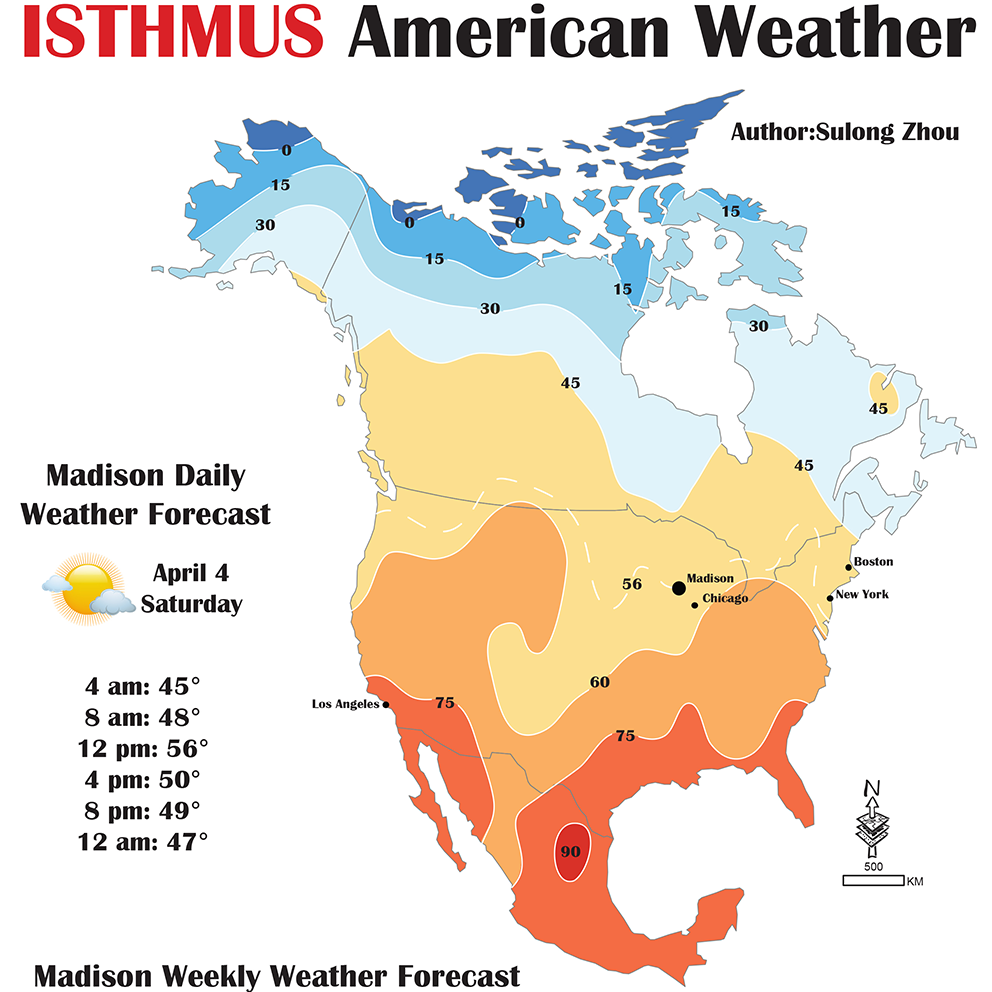 ISTHMUS American Weather
Author:Sulong Zhou
0
15
30
0
0
15
15
15
30
30
45
45
45
Madison Daily
Weather Forecast
April 4
Saturday
Boston
56
Madison
Chicago
New York
60
Los Angeles
75
75
4 am: 45°
8 am: 48°
12 pm: 56°
4 pm: 50°
8 pm: 49°
12 am: 47°
N
90
500
KM
Madison Weekly Weather Forecast